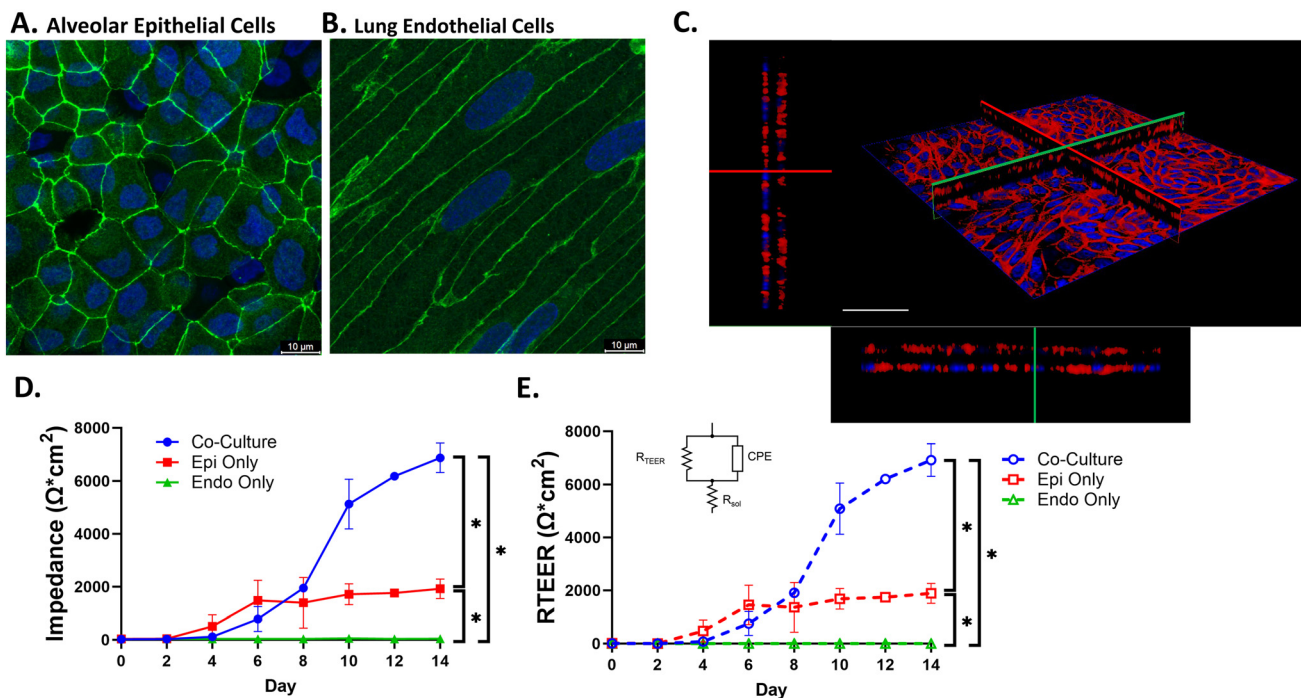 A. Alveolar Epithelial Cells
B. Lung Endothelial Cells
C.
10 µm
10 µm
D.
Impedance (Ω*cm²)
8000
6000
4000
2000
0
Co-Culture
Epi Only
Endo Only
*
*
*
0 2 4 6 8 10 12 14
Day
E.
RTEER (Ω*cm²)
8000
6000
4000
2000
0
R_TEER
CPE
R_sol
Co-Culture
Epi Only
Endo Only
*
*
*
0 2 4 6 8 10 12 14
Day